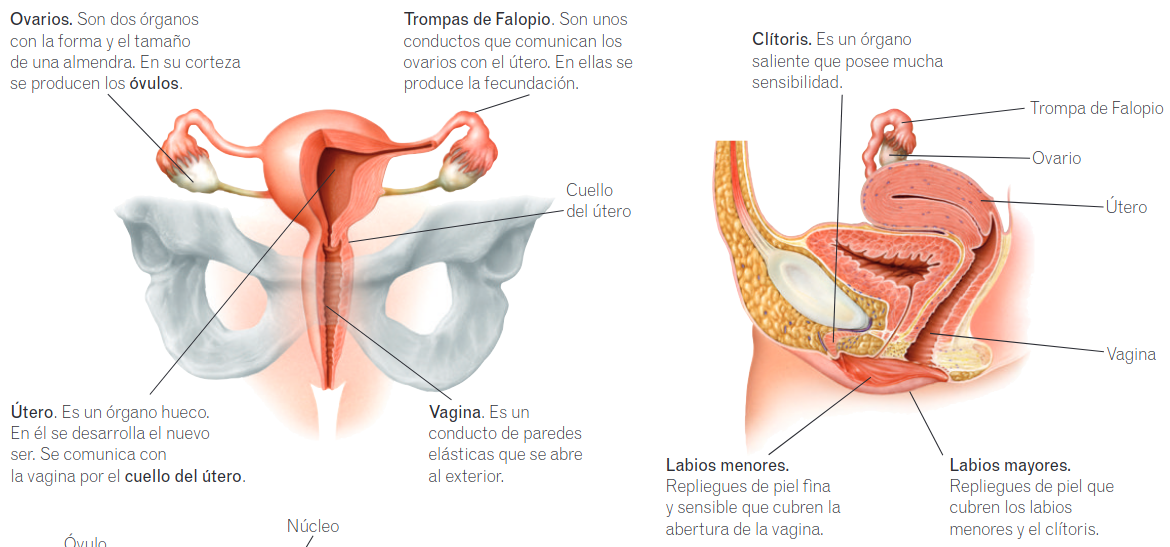 Ovarios. Son dos órganos
con la forma y el tamaño
de una almendra. En su corteza
se producen los óvulos.
Trompas de Falopio. Son unos
conductos que comunican los
ovarios con el útero. En ellas se
produce la fecundación.
Cuello
del útero
Útero. Es un órgano hueco.
En él se desarrolla el nuevo
ser. Se comunica con
la vagina por el cuello del útero.
Vagina. Es un
conducto de paredes
elásticas que se abre
al exterior.
Clítoris. Es un órgano
saliente que posee mucha
sensibilidad.
Trompa de Falopio
Ovario
Útero
Vagina
Labios menores.
Repliegues de piel fina
y sensible que cubren la
abertura de la vagina.
Labios mayores.
Repliegues de piel que
cubren los labios
menores y el clítoris.
Núcleo
Óvulo